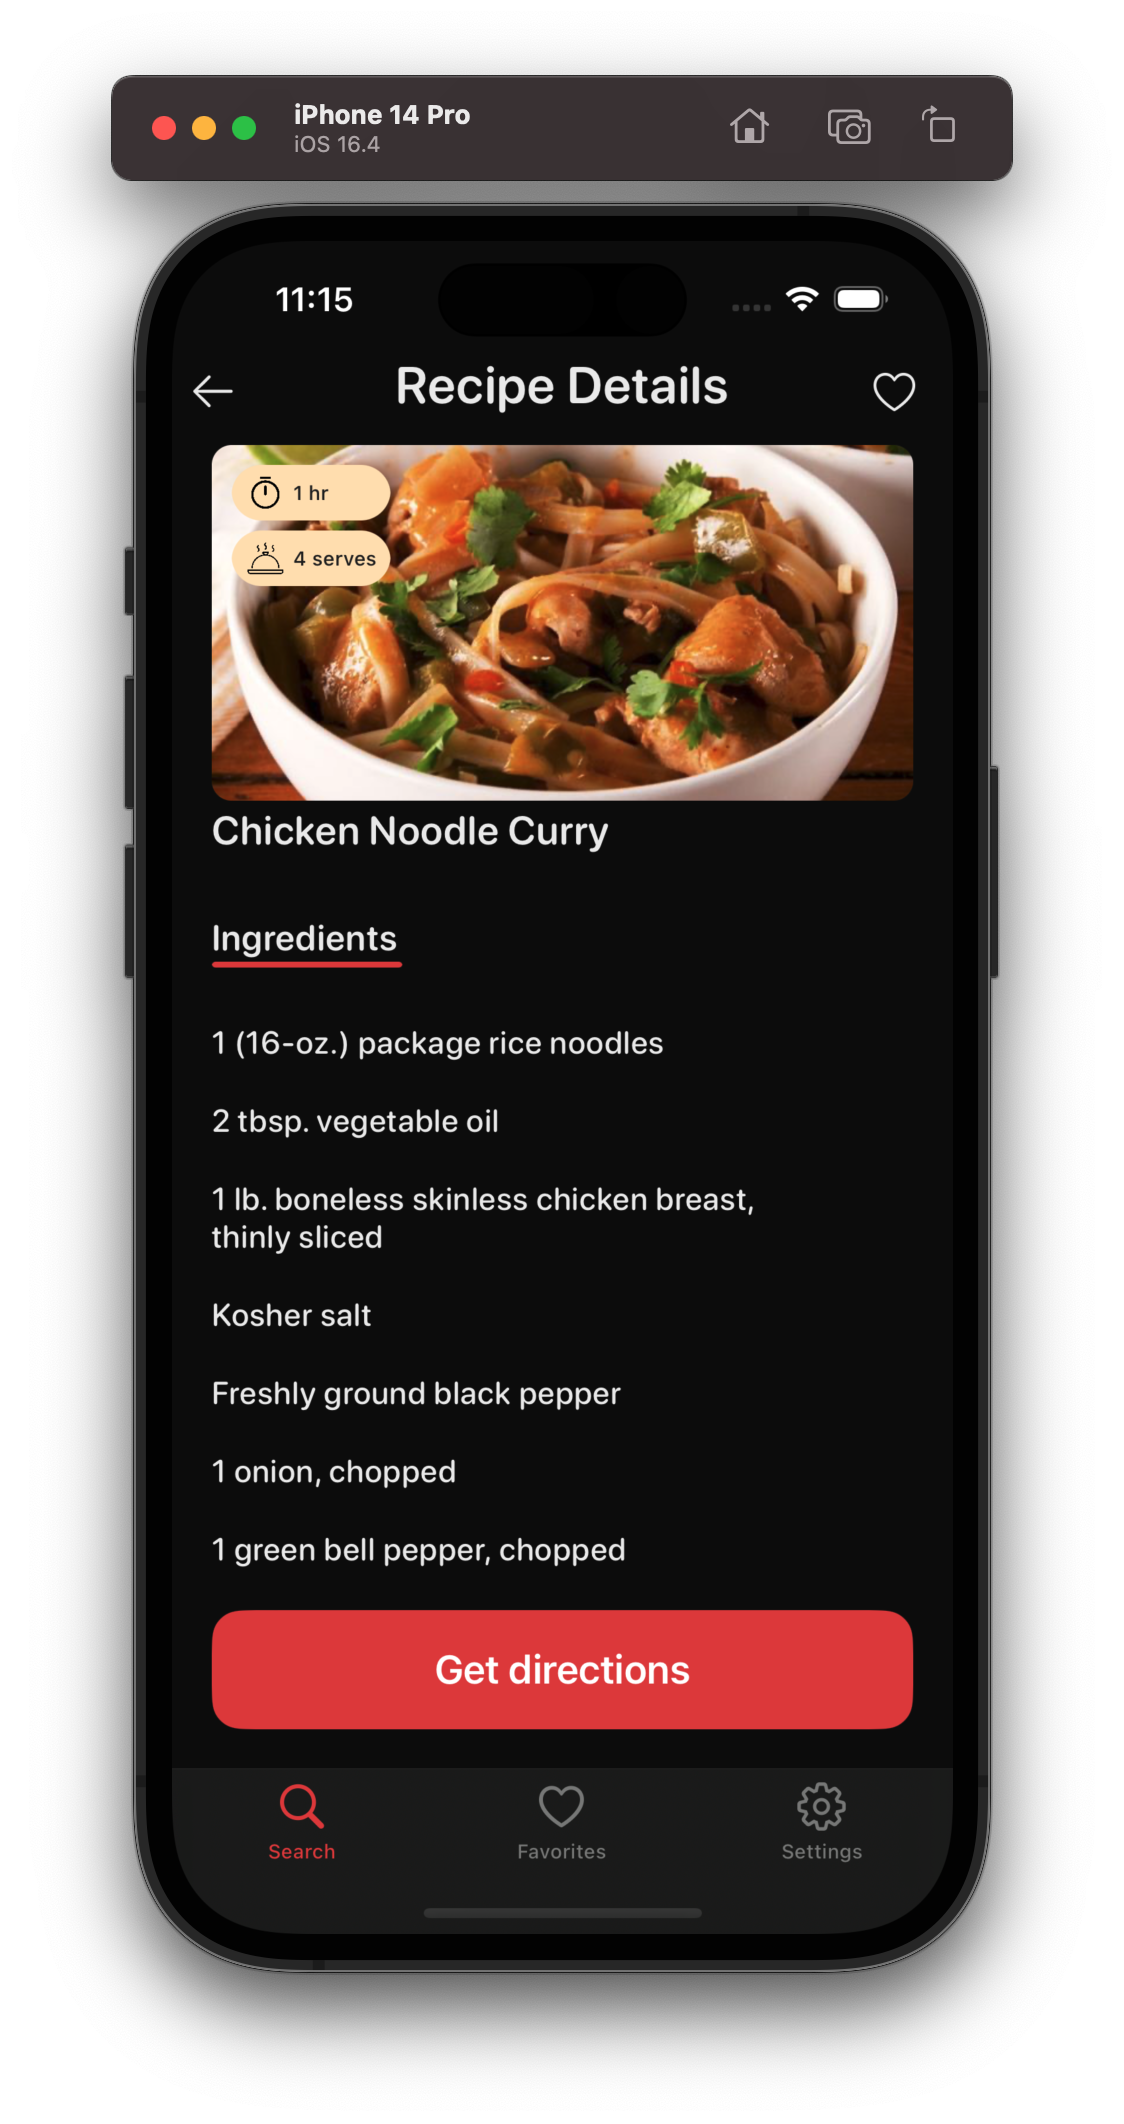 iPhone 14 Pro
iOS 16.4
11:15
Recipe Details
1 hr
4 serves
Chicken Noodle Curry
Ingredients
1 (16-oz.) package rice noodles
2 tbsp. vegetable oil
1 lb. boneless skinless chicken breast,
thinly sliced
Kosher salt
Freshly ground black pepper
1 onion, chopped
1 green bell pepper, chopped
Get directions
Search
Favorites
Settings